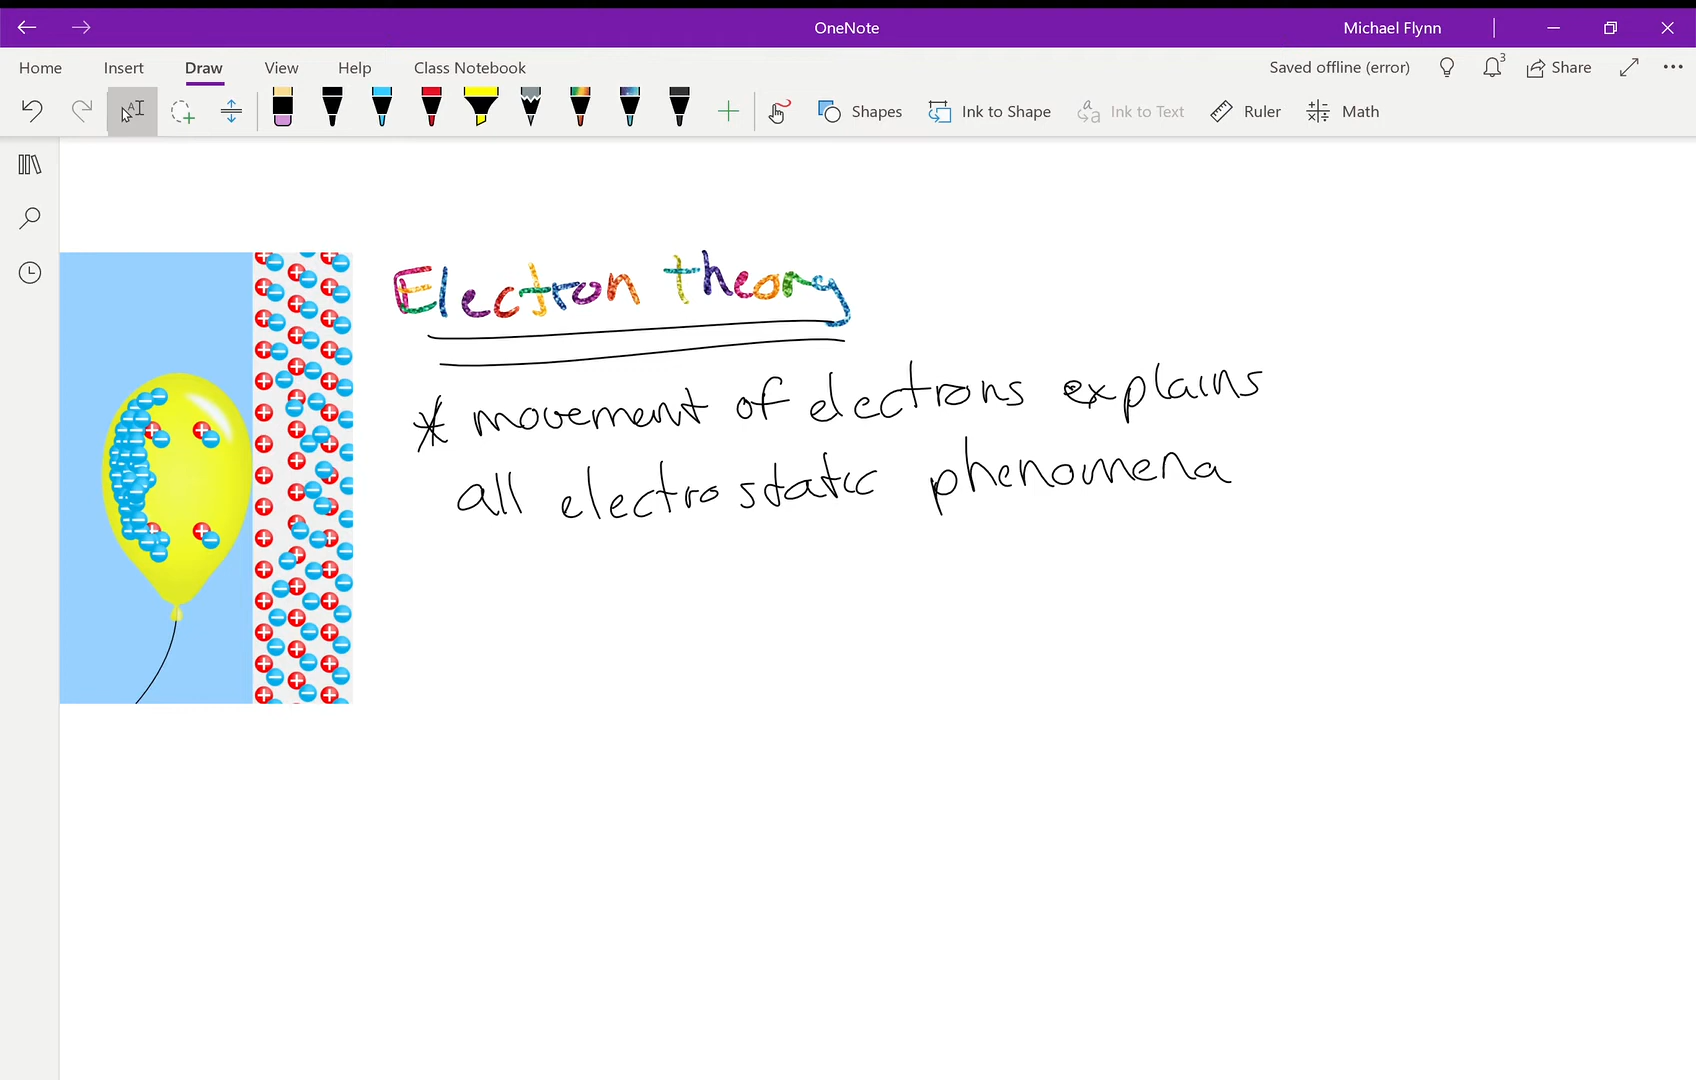 OneNote
Michael Flynn
Home Insert Draw View Help Class Notebook
Saved offline (error)
3
Share
Shapes
Ink to Shape
Ink to Text
Ruler
Math
Electron theory
* movement of electrons explains
all electrostatic phenomena